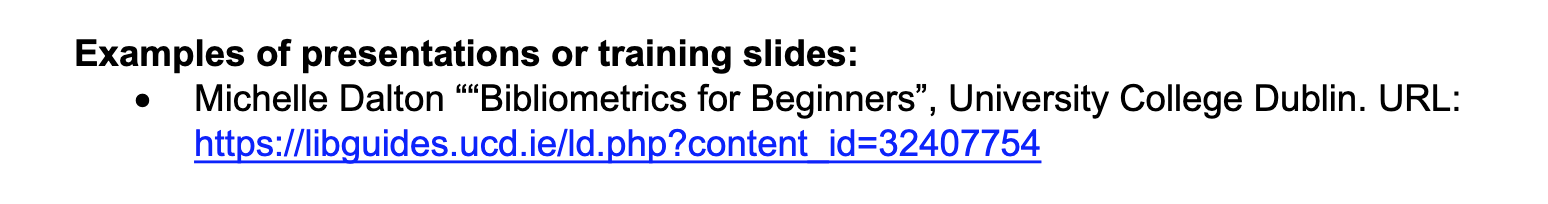 Examples of presentations or training slides:
• Michelle Dalton ““Bibliometrics for Beginners”, University College Dublin. URL:
https://libguides.ucd.ie/ld.php?content_id=32407754